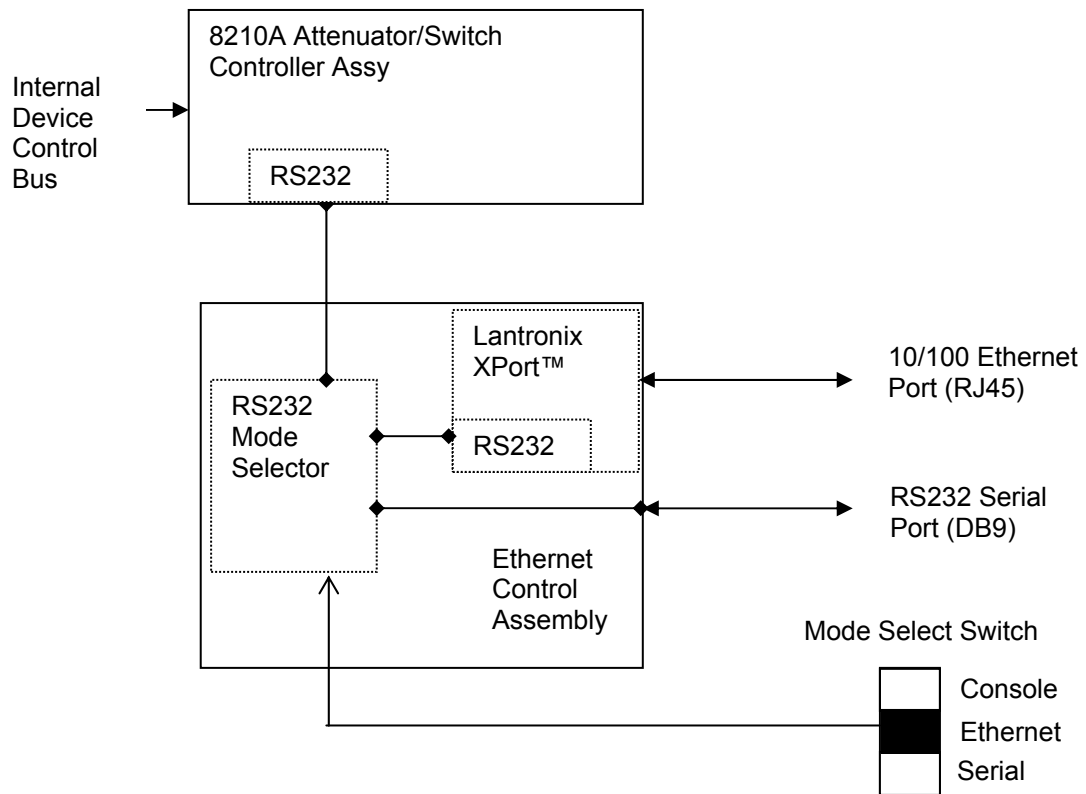 8210A Attenuator/Switch
Controller Assy
Internal
Device
Control
Bus
RS232
Lantronix
XPort™
10/100 Ethernet
Port (RJ45)
RS232
Mode
Selector
RS232
RS232 Serial
Port (DB9)
Ethernet
Control
Assembly
Mode Select Switch
Console
Ethernet
Serial